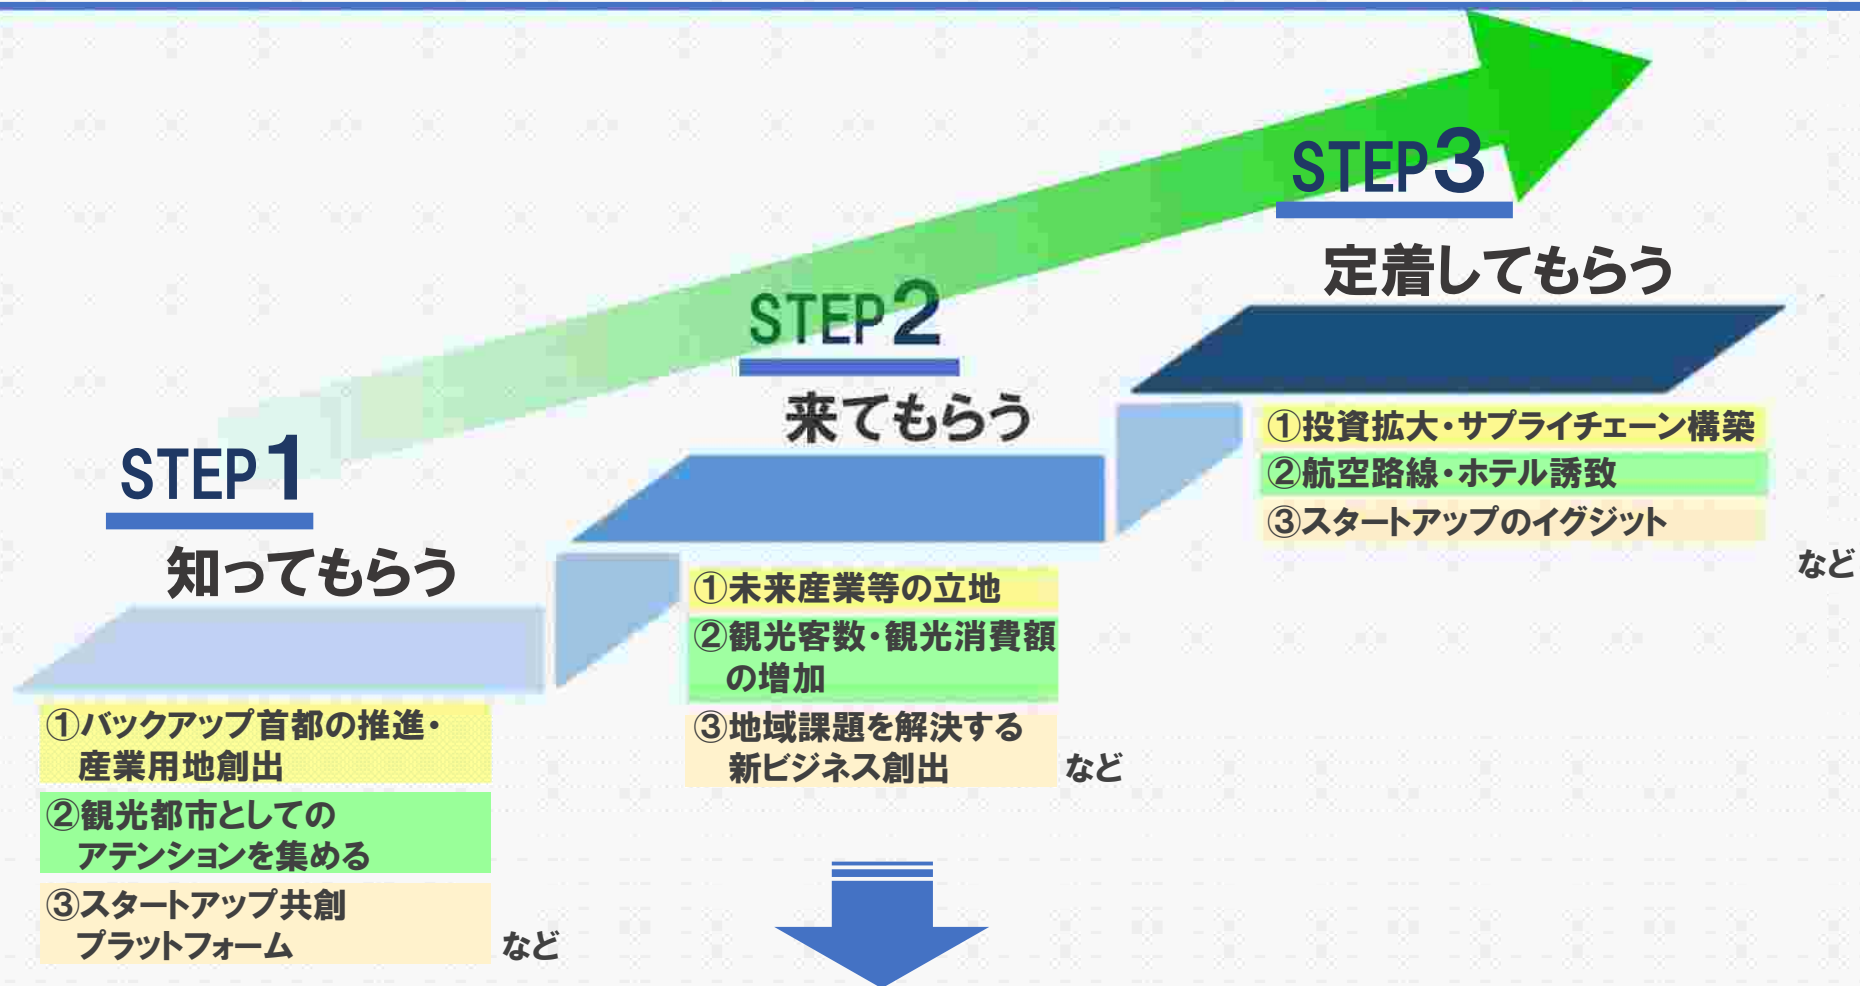 STEP1
知ってもらう
①バックアップ首都の推進・
産業用地創出
②観光都市としての
アテンションを集める
③スタートアップ共創
プラットフォーム
など
STEP2
来てもらう
①未来産業等の立地
②観光客数・観光消費額
の増加
③地域課題を解決する
新ビジネス創出
など
STEP3
定着してもらう
①投資拡大・サプライチェーン構築
②航空路線・ホテル誘致
③スタートアップのイグジット
など